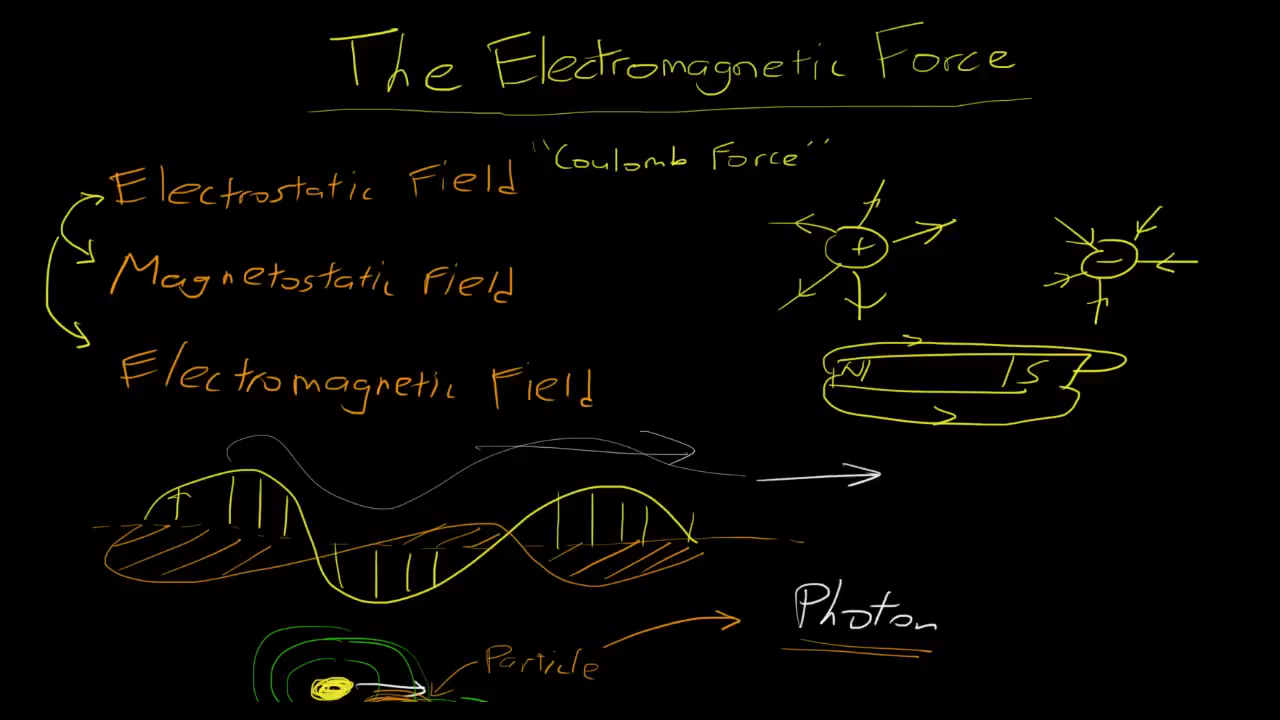 The Electromagnetic Force
"Coulomb Force"
Electrostatic Field
Magnetostatic Field
Electromagnetic Field
+
−
N
S
Photon
Particle